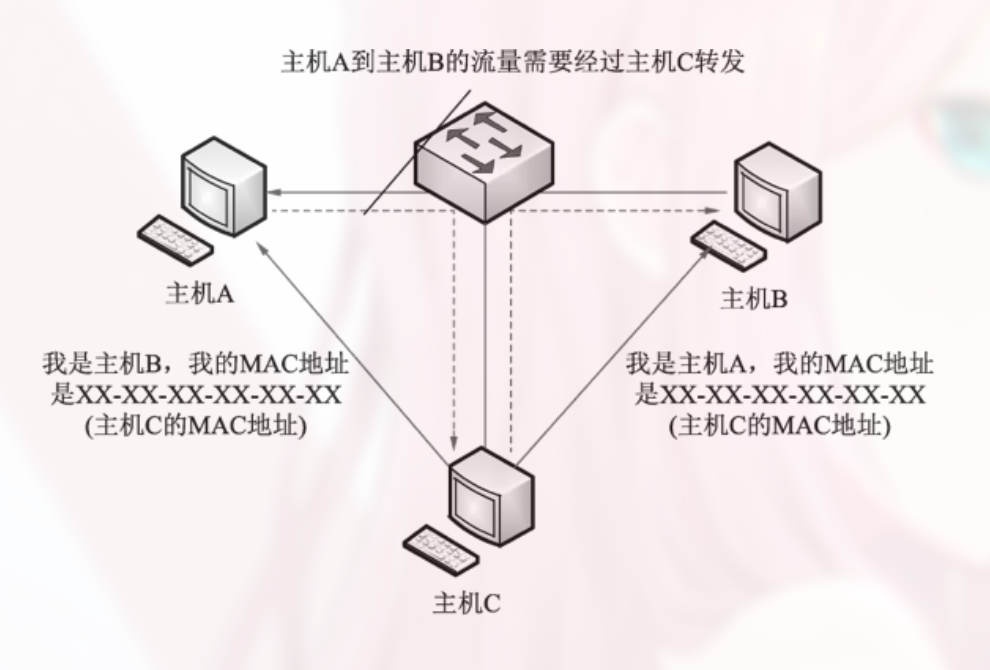 主机A到主机B的流量需要经过主机C转发
主机A
主机B
我是主机B，我的MAC地址
是XX-XX-XX-XX-XX-XX
(主机C的MAC地址)
我是主机A，我的MAC地址
是XX-XX-XX-XX-XX-XX
(主机C的MAC地址)
主机C